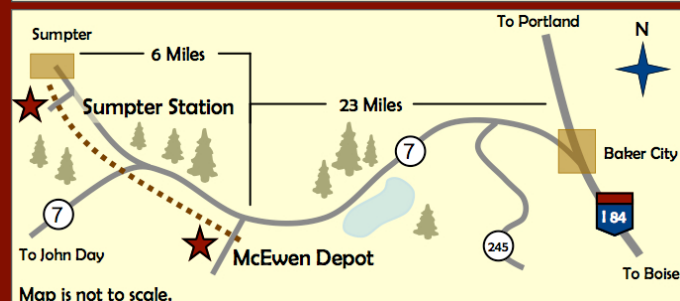 To Portland
N
Sumpter
6 Miles
Sumpter Station
23 Miles
7
Baker City
7
I 84
245
To John Day
McEwen Depot
To Boise
Map is not to scale.